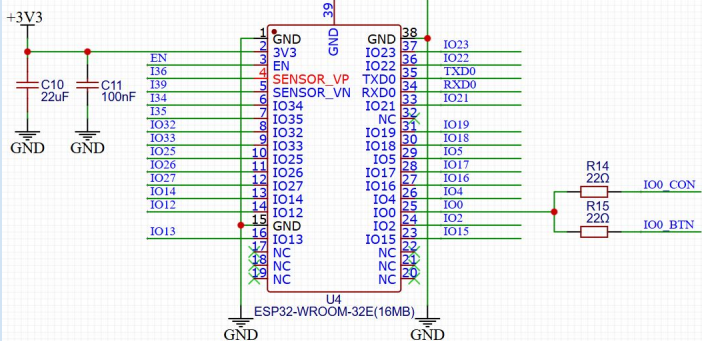 +3V3
C10
22uF
C11
100nF
GND
GND
EN
I36
I39
I34
I35
IO32
IO33
IO25
IO26
IO27
IO14
IO12
IO13
39
GND
1 GND
2 3V3
3 EN
4 SENSOR_VP
5 SENSOR_VN
6 IO34
7 IO35
8 IO32
9 IO33
10 IO25
11 IO26
12 IO27
13 IO14
14 IO12
15 GND
16 IO13
17 NC
18 NC
19 NC
GND 38
IO23 37
IO22 36
TXD0 35
RXD0 34
IO21 33
NC 32
IO19 31
IO18 30
IO5 29
IO17 28
IO16 27
IO4 26
IO0 25
IO2 24
IO15 23
NC 22
NC 21
NC 20
IO23
IO22
TXD0
RXD0
IO21
IO19
IO18
IO5
IO17
IO16
IO4
IO0
IO2
IO15
R14
22Ω
IO0_CON
R15
22Ω
IO0_BTN
U4
ESP32-WROOM-32E(16MB)
GND
GND